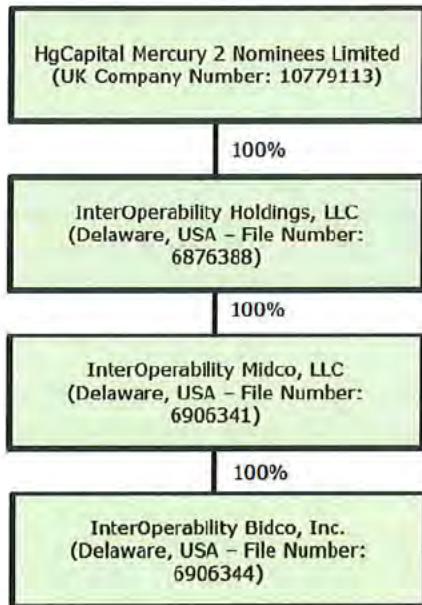 HgCapital Mercury 2 Nominees Limited
(UK Company Number: 10779113)
100%
InterOperability Holdings, LLC
(Delaware, USA – File Number:
6876388)
100%
InterOperability Midco, LLC
(Delaware, USA – File Number:
6906341)
100%
InterOperability Bidco, Inc.
(Delaware, USA – File Number:
6906344)